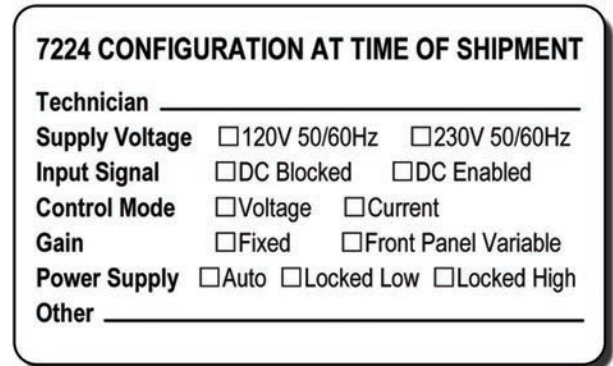 7224 CONFIGURATION AT TIME OF SHIPMENT
Technician
Supply Voltage □120V 50/60Hz □230V 50/60Hz
Input Signal □DC Blocked □DC Enabled
Control Mode □Voltage □Current
Gain □Fixed □Front Panel Variable
Power Supply □Auto □Locked Low □Locked High
Other